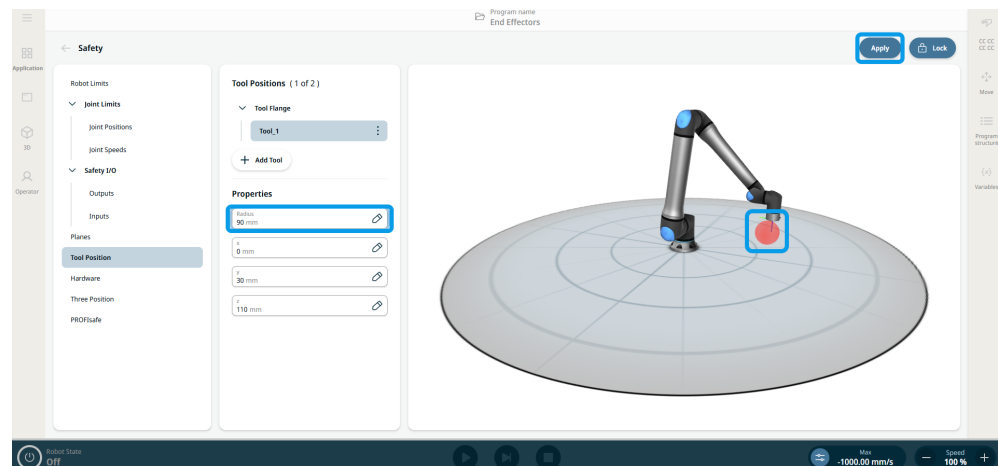 Program name
End Effectors
Safety
Apply
Lock
Application
3D
Operator
Robot Limits
Joint Limits
Joint Positions
Joint Speeds
Safety I/O
Outputs
Inputs
Planes
Tool Position
Hardware
Three Position
PROFIsafe
Tool Positions ( 1 of 2 )
Tool Flange
Tool_1
+ Add Tool
Properties
Radius
90 mm
x
0 mm
y
30 mm
z
110 mm
CC CC
CC CC
Move
Program
structure
Variables
Robot State
Off
Max
-1000.00 mm/s
Speed
100 %